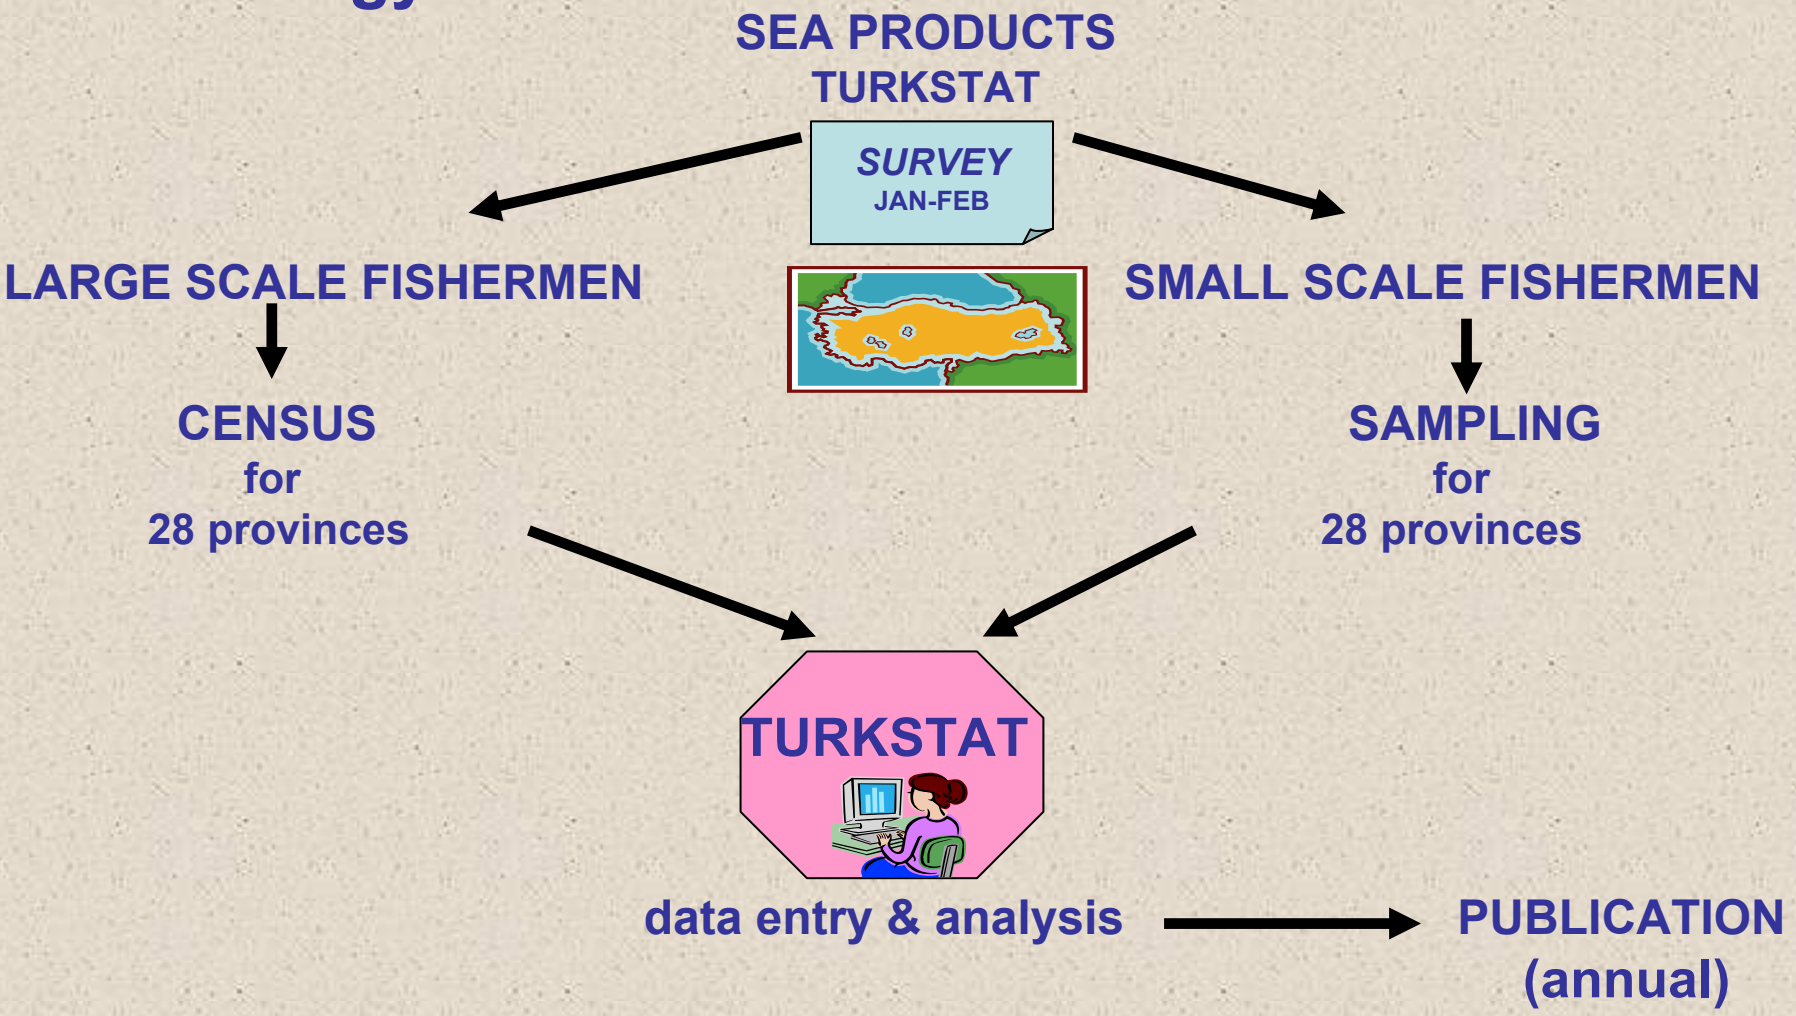 SEA PRODUCTS
TURKSTAT
SURVEY
JAN-FEB
LARGE SCALE FISHERMEN
SMALL SCALE FISHERMEN
CENSUS
for
28 provinces
SAMPLING
for
28 provinces
TURKSTAT
data entry & analysis
PUBLICATION
(annual)